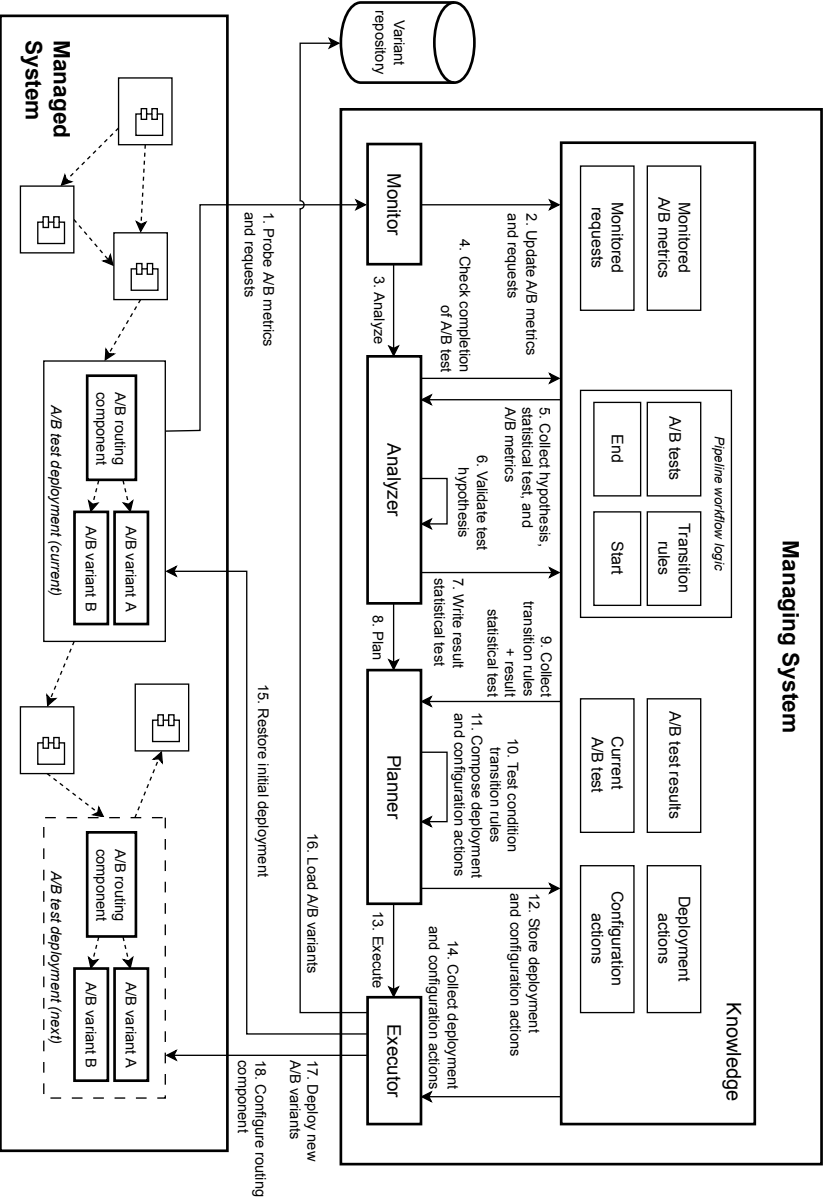 Managing System
Knowledge
Monitored
A/B metrics
Monitored
requests
Pipeline workflow logic
A/B tests
Transition
rules
End
Start
A/B test results
Current
A/B test
Deployment
actions
Configuration
actions
2. Update A/B metrics
and requests
4. Check completion
of A/B test
5. Collect hypothesis,
statistical test, and
A/B metrics
6. Validate test
hypothesis
7. Write result
statistical test
9. Collect
transition rules
+ result
statistical test
10. Test condition
transition rules
11. Compose deployment
and configuration actions
12. Store deployment
and configuration actions
14. Collect deployment
and configuration actions
Monitor
3. Analyze
Analyzer
8. Plan
Planner
13. Execute
Executor
Variant
repository
1. Probe A/B metrics
and requests
15. Restore initial deployment
16. Load A/B variants
17. Deploy new
A/B variants
18. Configure routing
component
Managed
System
A/B routing
component
A/B variant A
A/B variant B
A/B test deployment (current)
A/B routing
component
A/B variant A
A/B variant B
A/B test deployment (next)